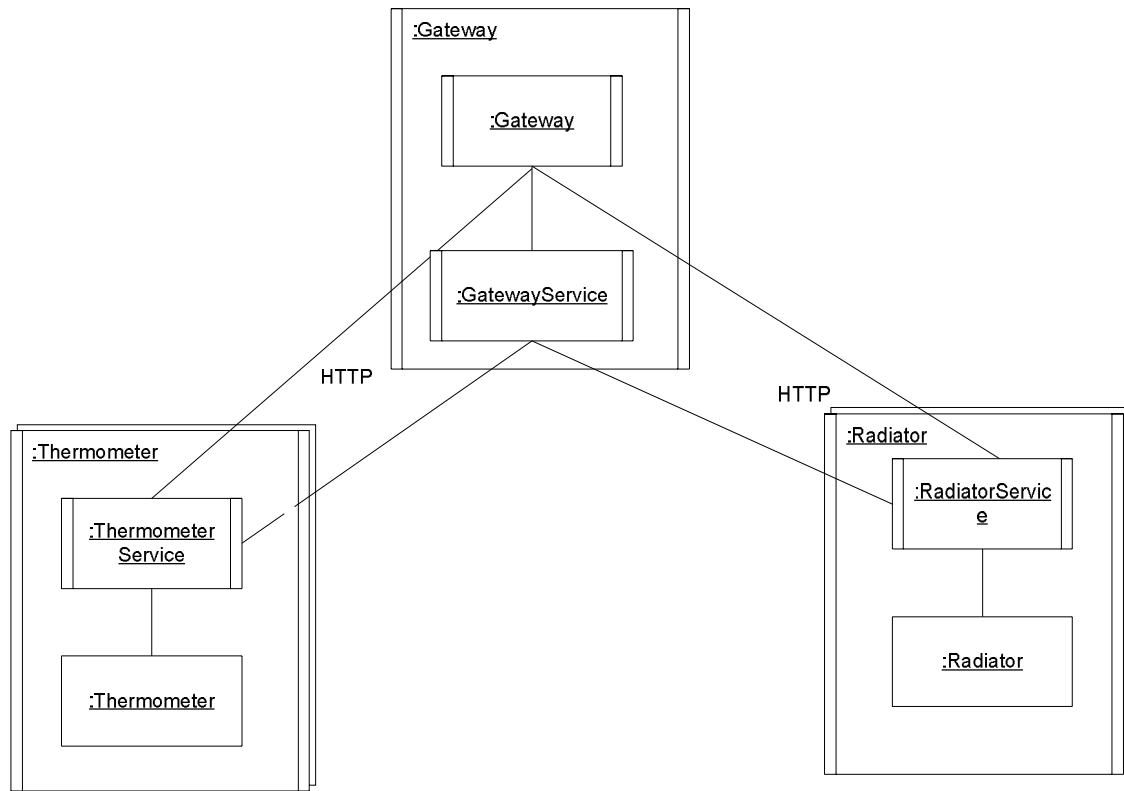 :Gateway
:Gateway
:GatewayService
HTTP
HTTP
:Thermometer
:Thermometer
Service
:Thermometer
:Radiator
:RadiatorServic
e
:Radiator